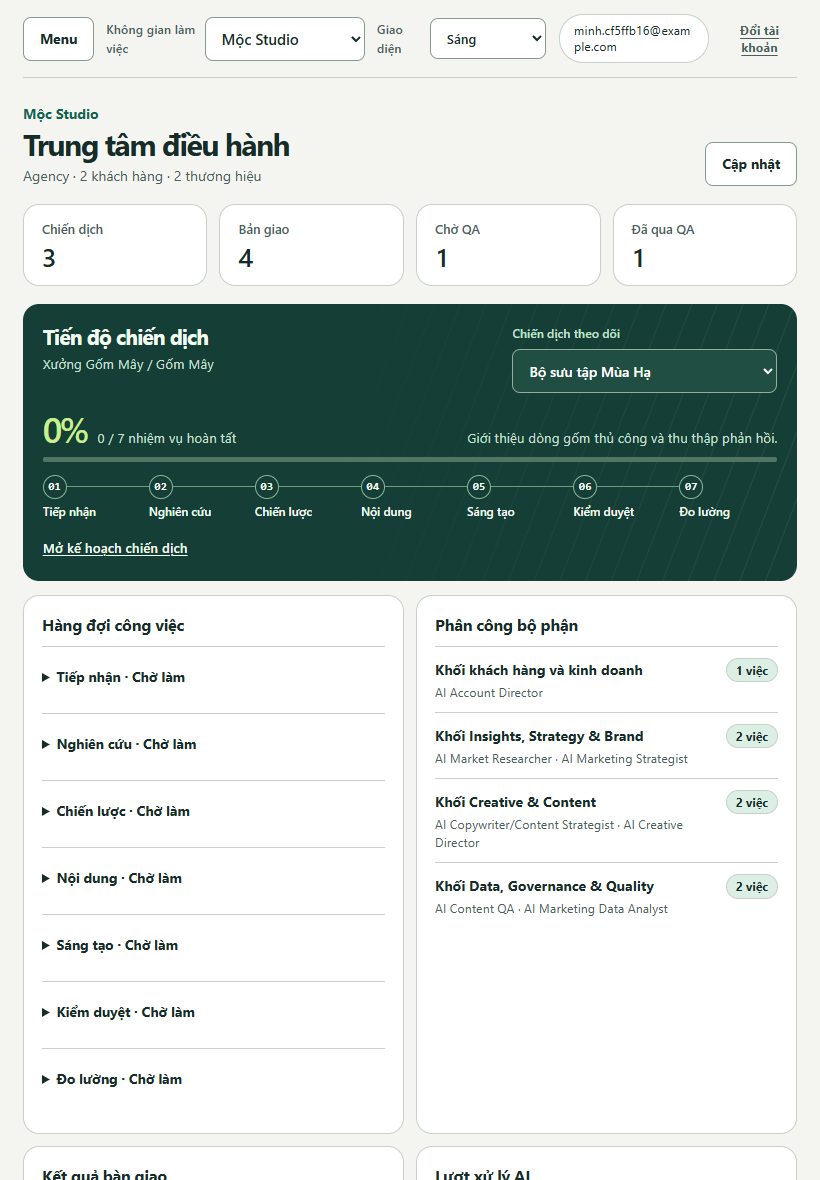 Menu
Không gian làm việc
Mộc Studio
Giao diện
Sáng
minh.cf5ffb16@example.com
Đổi tài khoản
Mộc Studio
Trung tâm điều hành
Agency · 2 khách hàng · 2 thương hiệu
Cập nhật
Chiến dịch
3
Bàn giao
4
Chờ QA
1
Đã qua QA
1
Tiến độ chiến dịch
Xưởng Gốm Mây / Gốm Mây
Chiến dịch theo dõi
Bộ sưu tập Mùa Hạ
0% 0 / 7 nhiệm vụ hoàn tất
Giới thiệu dòng gốm thủ công và thu thập phản hồi.
01 02 03 04 05 06 07
Tiếp nhận Nghiên cứu Chiến lược Nội dung Sáng tạo Kiểm duyệt Đo lường
Mở kế hoạch chiến dịch
Hàng đợi công việc
Tiếp nhận · Chờ làm
Nghiên cứu · Chờ làm
Chiến lược · Chờ làm
Nội dung · Chờ làm
Sáng tạo · Chờ làm
Kiểm duyệt · Chờ làm
Đo lường · Chờ làm
Phân công bộ phận
Khối khách hàng và kinh doanh
1 việc
AI Account Director
Khối Insights, Strategy & Brand
2 việc
AI Market Researcher · AI Marketing Strategist
Khối Creative & Content
2 việc
AI Copywriter/Content Strategist · AI Creative
Director
Khối Data, Governance & Quality
2 việc
AI Content QA · AI Marketing Data Analyst
Kết quả bàn giao
Lượt xử lý AI